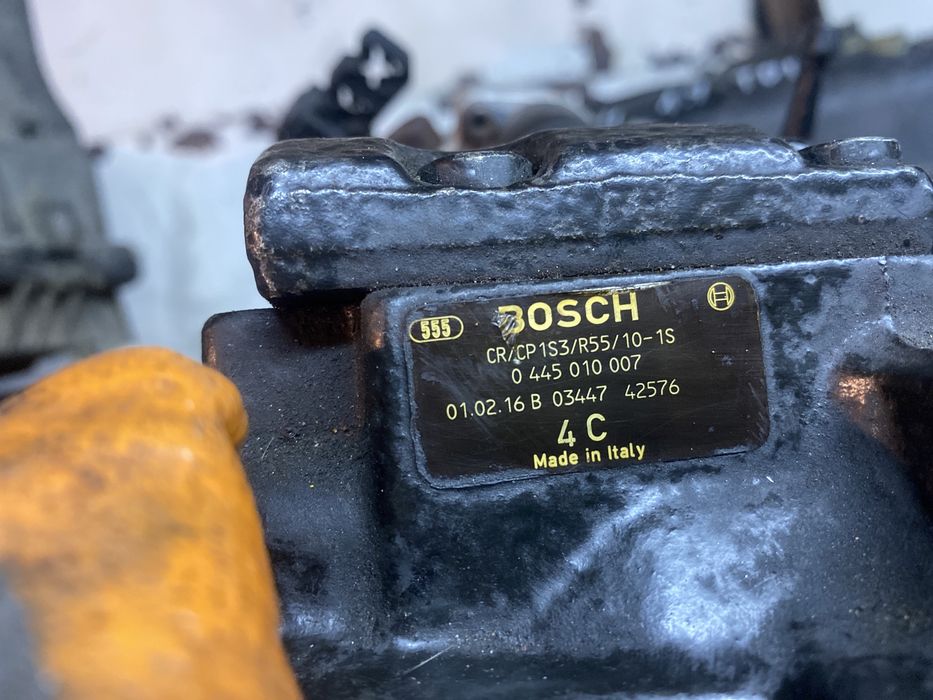 555 BOSCH
CR/CP1S3/R55/10-1S
0 445 010 007
01.02.16 B 03447 42576
4 C
Made in Italy